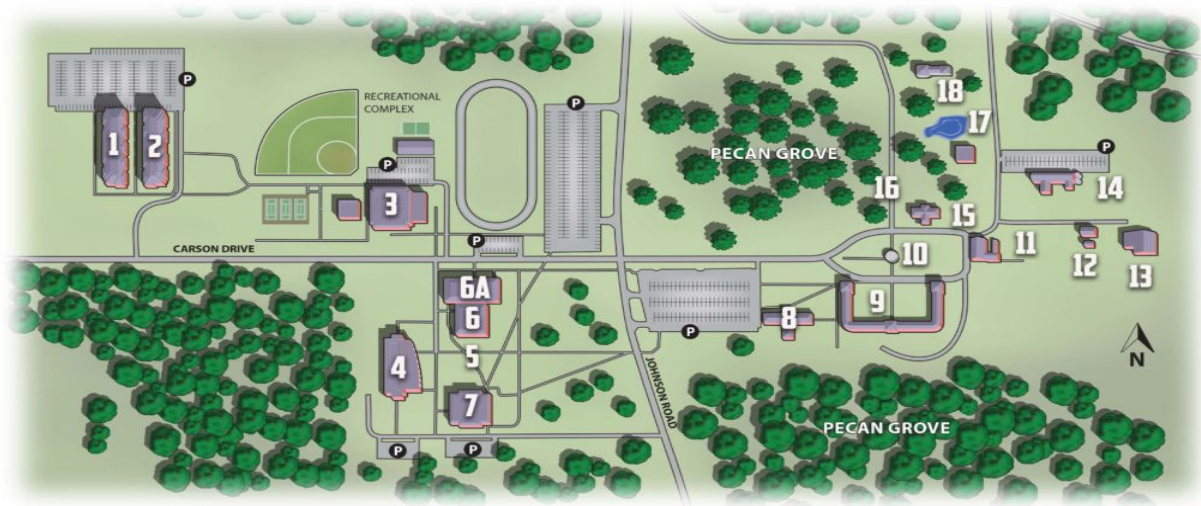 18
P
RECREATIONAL
COMPLEX
P
17
1
2
P
PECAN GROVE
P
P
14
16
3
15
P
CARSON DRIVE
10
11
12
13
6A
9
6
8
P
5
4
N
JOHNSON ROAD
7
PECAN GROVE
P
P